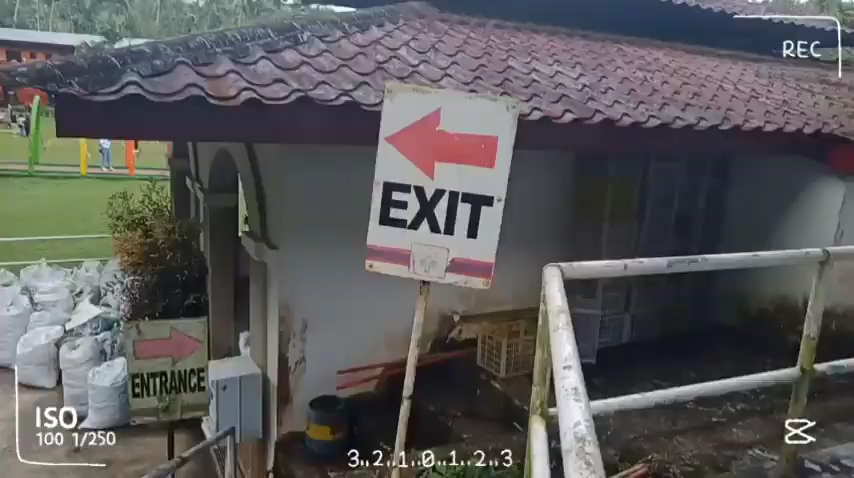 REC
EXIT
ENTRANCE
ISO
100 1/250
3..2..1..0..1..2..3